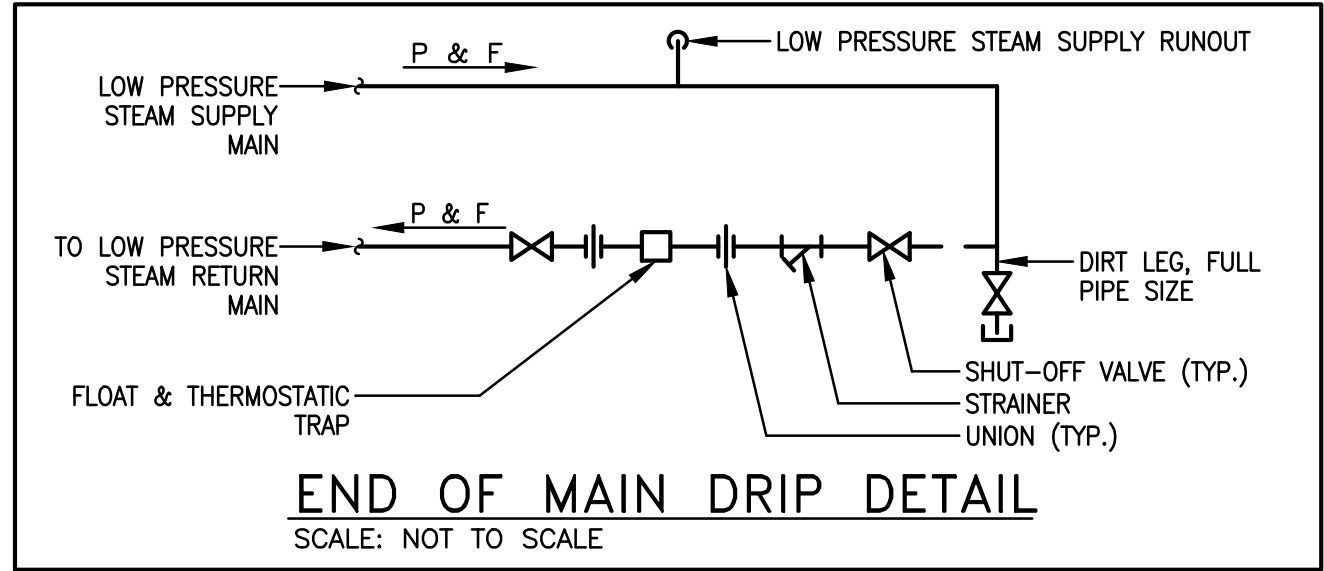 P & F
LOW PRESSURE STEAM SUPPLY RUNOUT
LOW PRESSURE
STEAM SUPPLY
MAIN
P & F
TO LOW PRESSURE
STEAM RETURN
MAIN
DIRT LEG, FULL
PIPE SIZE
FLOAT & THERMOSTATIC
TRAP
SHUT-OFF VALVE (TYP.)
STRAINER
UNION (TYP.)
END OF MAIN DRIP DETAIL
SCALE: NOT TO SCALE